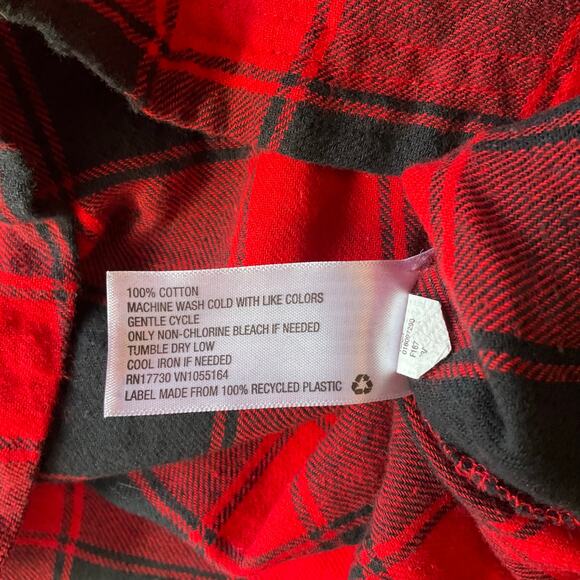 100% COTTON
MACHINE WASH COLD WITH LIKE COLORS
GENTLE CYCLE
ONLY NON-CHLORINE BLEACH IF NEEDED
TUMBLE DRY LOW
COOL IRON IF NEEDED
RN17730 VN1055164
LABEL MADE FROM 100% RECYCLED PLASTIC
F167